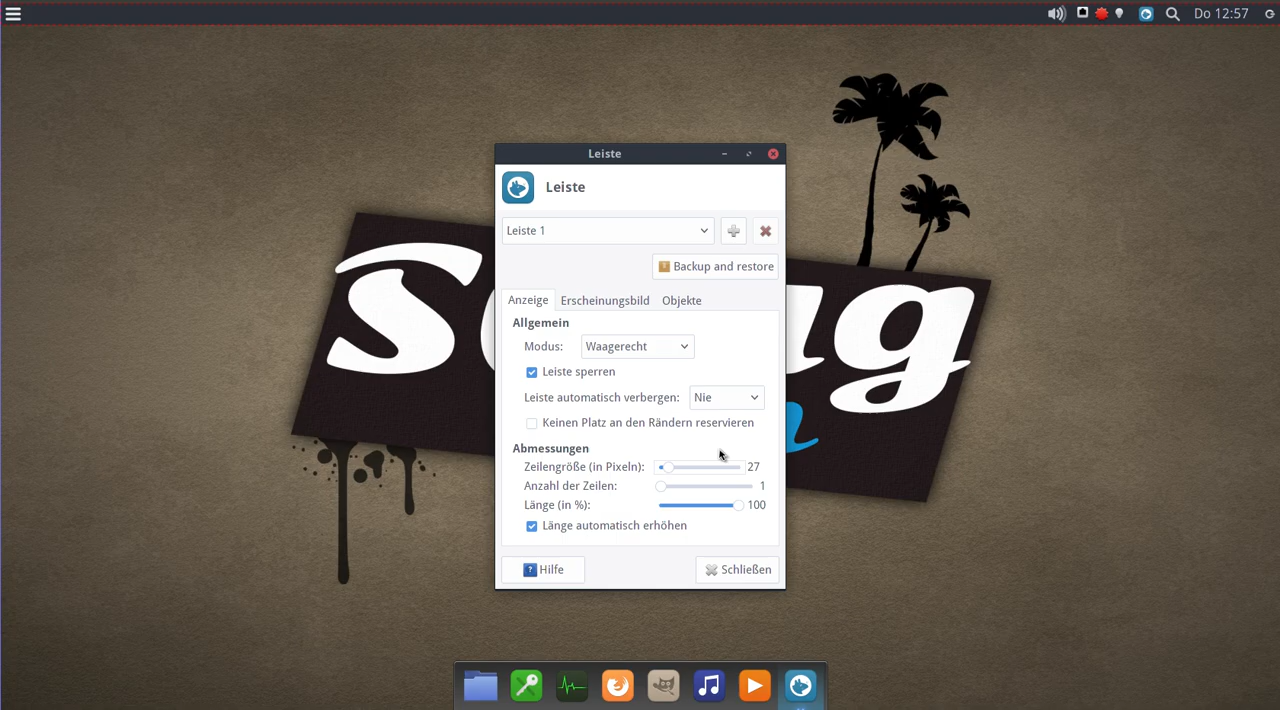 Do 12:57
Leiste
Leiste
Leiste 1
Backup and restore
Anzeige Erscheinungsbild Objekte
Allgemein
Modus: Waagerecht
Leiste sperren
Leiste automatisch verbergen: Nie
Keinen Platz an den Rändern reservieren
Abmessungen
Zeilengröße (in Pixeln): 27
Anzahl der Zeilen: 1
Länge (in %): 100
Länge automatisch erhöhen
Hilfe Schließen